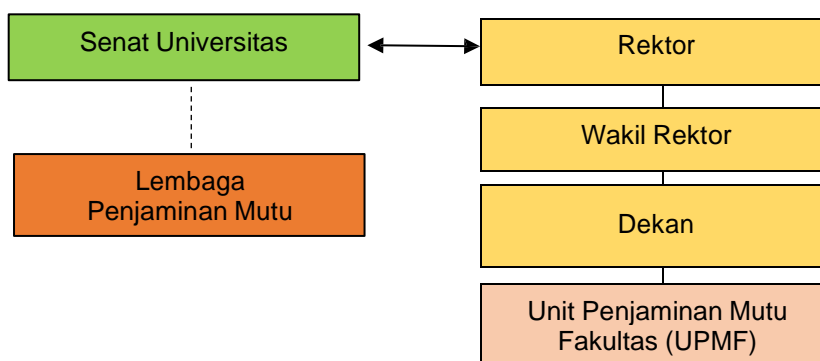 Senat Universitas
Rektor
Wakil Rektor
Lembaga
Penjaminan Mutu
Dekan
Unit Penjaminan Mutu
Fakultas (UPMF)